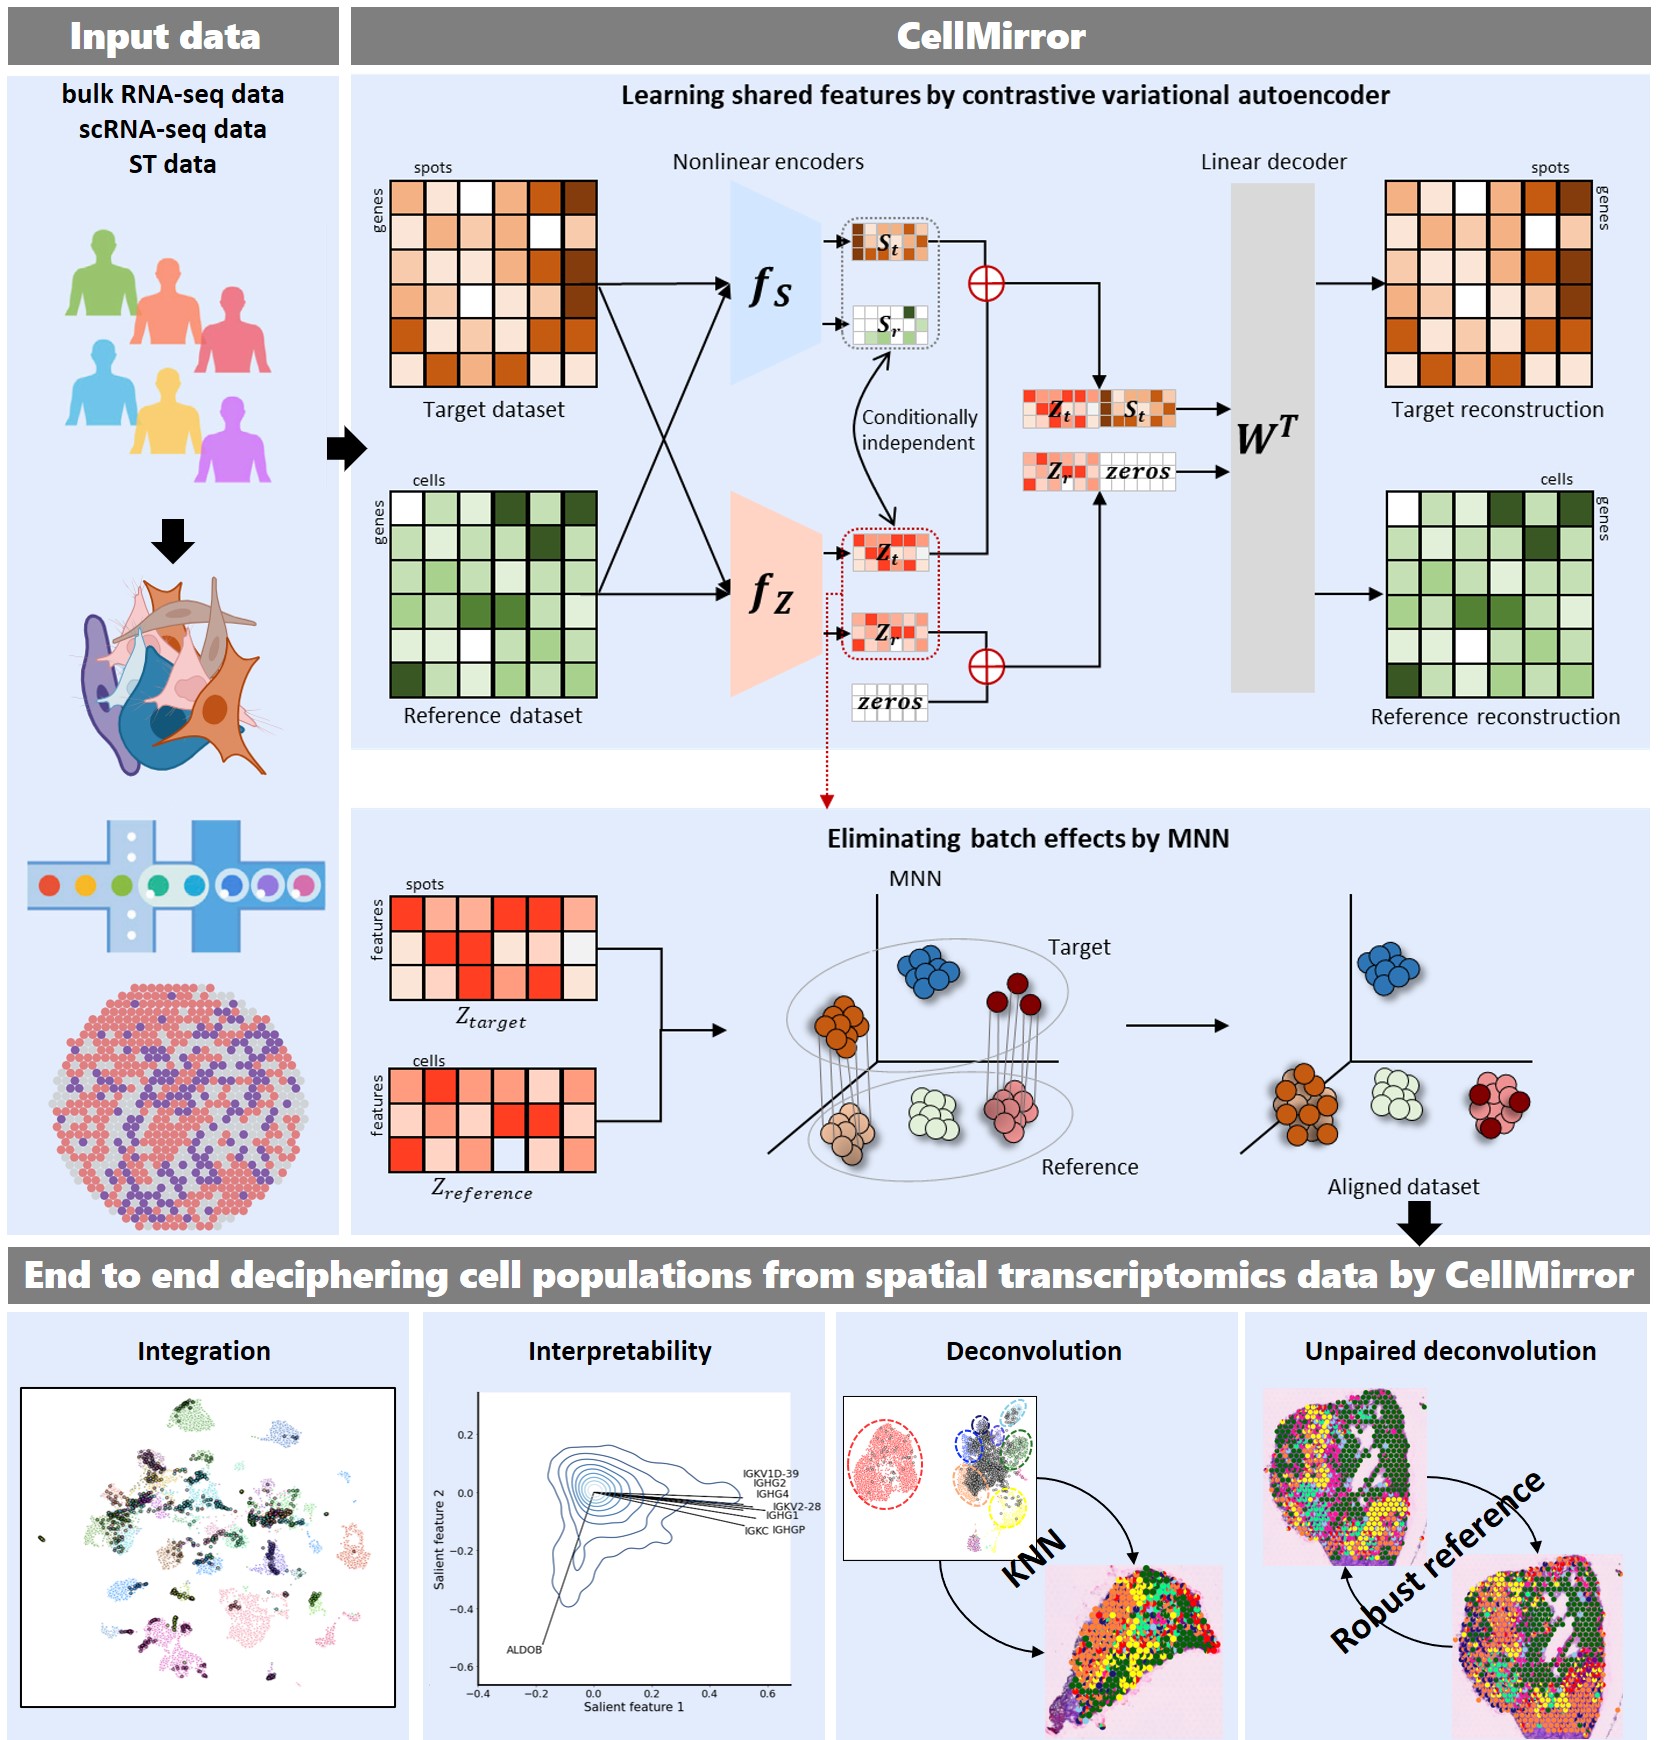 Input data
CellMirror
bulk RNA-seq data
scRNA-seq data
ST data
Learning shared features by contrastive variational autoencoder
Nonlinear encoders
Linear decoder
spots
genes
Target dataset
cells
genes
Reference dataset
f_S
f_Z
S_t
S_r
Conditionally
independent
Z_t
Z_r
zeros
Z_t S_t
Z_r zeros
W^T
spots
genes
Target reconstruction
cells
genes
Reference reconstruction
Eliminating batch effects by MNN
spots
features
Z_target
cells
features
Z_reference
MNN
Target
Reference
Aligned dataset
End to end deciphering cell populations from spatial transcriptomics data by CellMirror
Integration
Interpretability
0.2
0.0
−0.2
−0.4
−0.6
Salient feature 2
IGKV1D-39
IGHG2
IGHG4
IGKV2-28
IGHG1
IGKC IGHGP
ALDOB
−0.4 −0.2 0.0 0.2 0.4 0.6
Salient feature 1
Deconvolution
KNN
Unpaired deconvolution
Robust reference